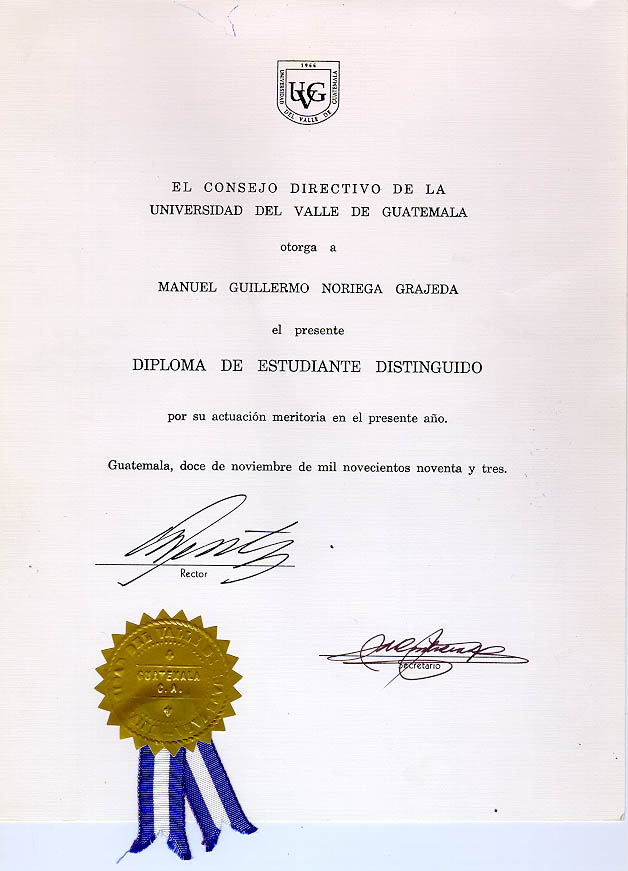 1966
UNIVERSIDAD DEL VALLE DE GUATEMALA
UVG
EL CONSEJO DIRECTIVO DE LA
UNIVERSIDAD DEL VALLE DE GUATEMALA
otorga a
MANUEL GUILLERMO NORIEGA GRAJEDA
el presente
DIPLOMA DE ESTUDIANTE DISTINGUIDO
por su actuación meritoria en el presente año.
Guatemala, doce de noviembre de mil novecientos noventa y tres.
Rector
Secretario
GUATEMALA
C. A.